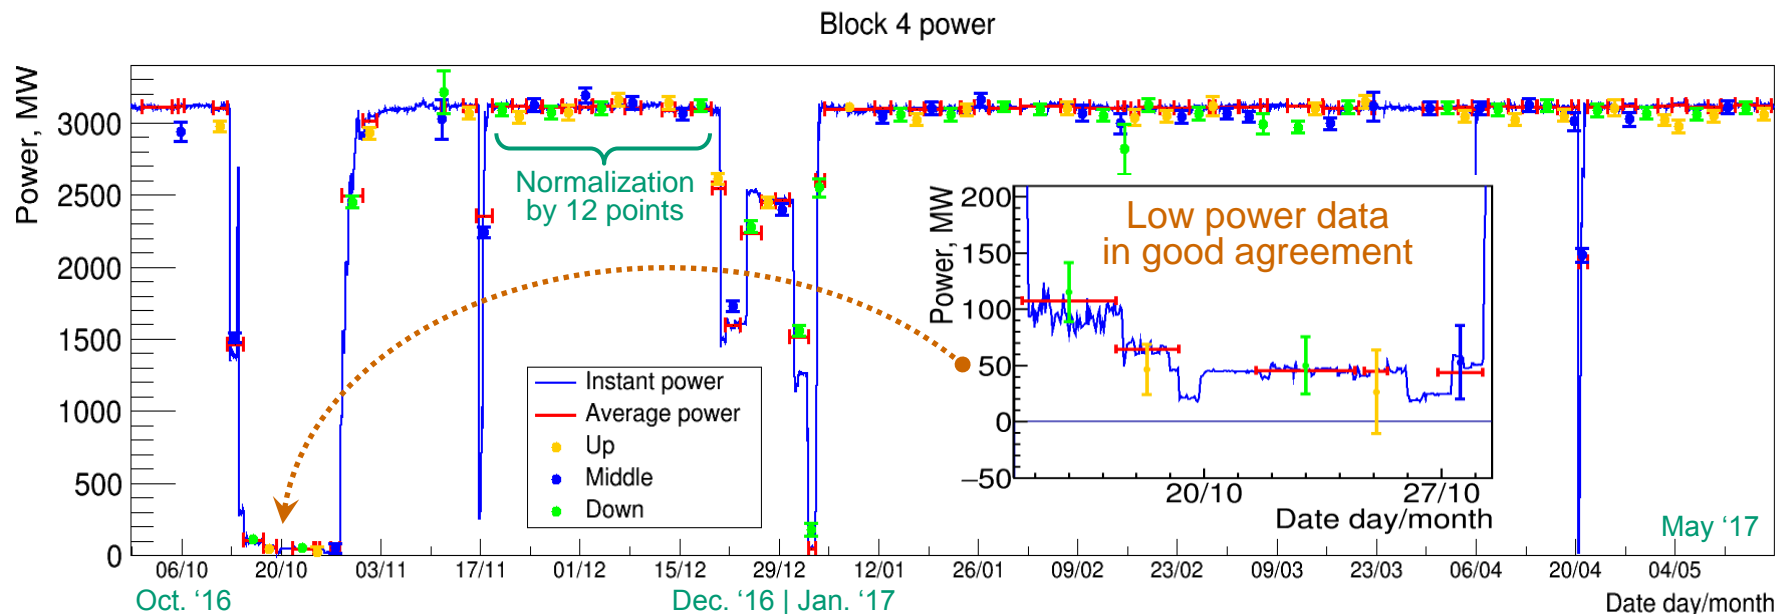 Block 4 power
Power, MW
3000
2500
2000
1500
1000
500
0
Normalization
by 12 points
Instant power
Average power
Up
Middle
Down
Low power data
in good agreement
Power, MW
200
150
100
50
0
−50
20/10 27/10
Date day/month
May ‘17
06/10 20/10 03/11 17/11 01/12 15/12 29/12 12/01 26/01 09/02 23/02 09/03 23/03 06/04 20/04 04/05
Oct. ‘16 Dec. ‘16 | Jan. ‘17
Date day/month